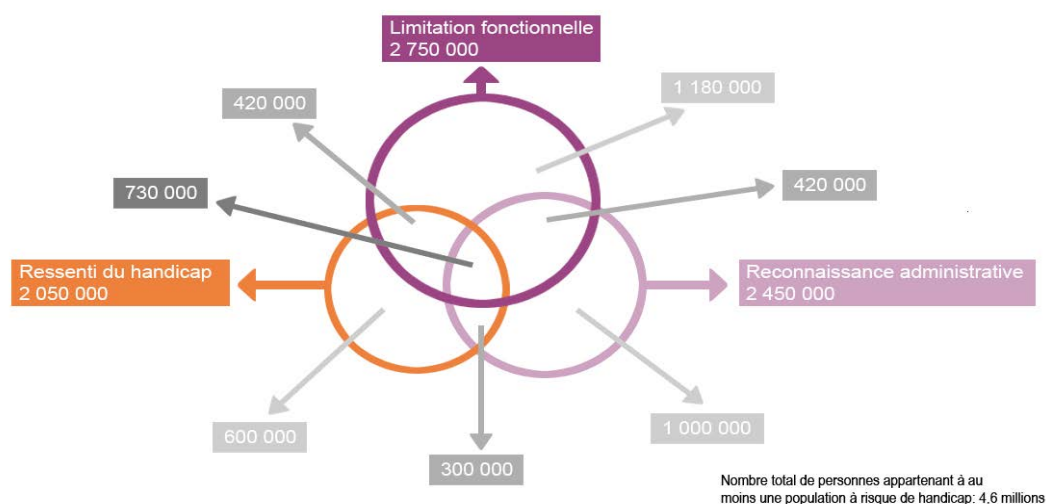 Limitation fonctionnelle
2 750 000
1 180 000
420 000
730 000
420 000
Ressenti du handicap
2 050 000
Reconnaissance administrative
2 450 000
600 000
1 000 000
300 000
Nombre total de personnes appartenant à au
moins une population à risque de handicap: 4,6 millions